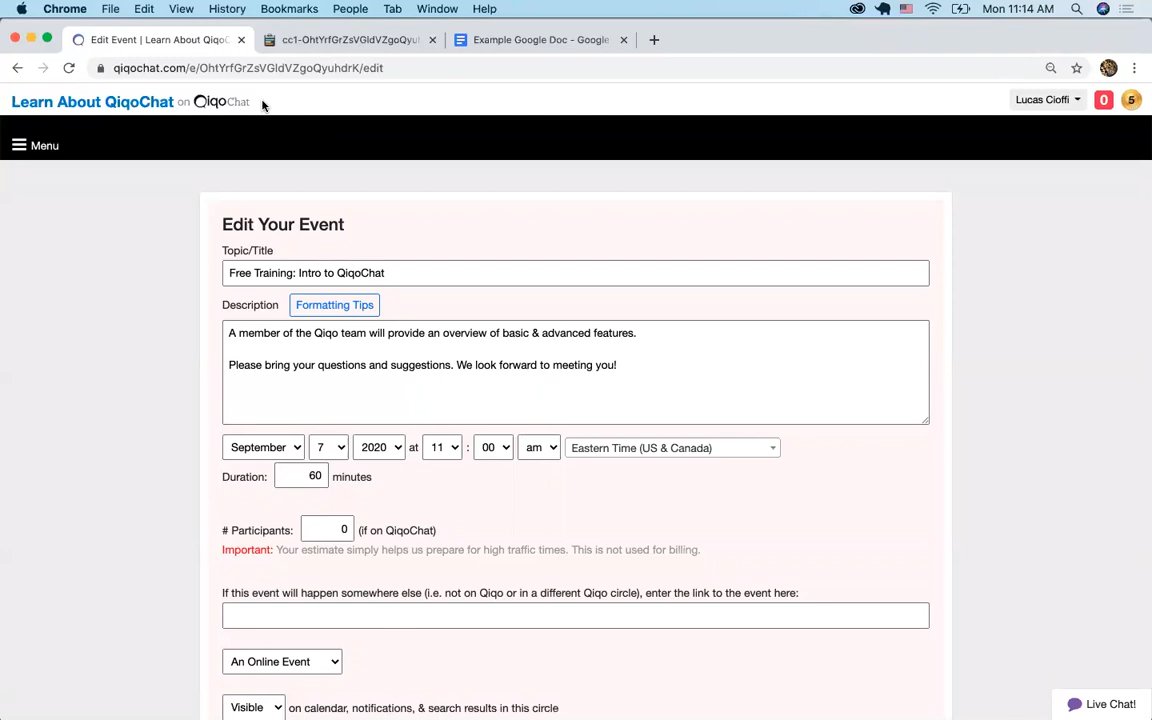 Chrome File Edit View History Bookmarks People Tab Window Help Mon 11:14 AM
Edit Event | Learn About QiqoC cc1-OhtYrfGrZsVGldVZgoQyu Example Google Doc - Google
qiqochat.com/e/OhtYrfGrZsVGldVZgoQyuhdrK/edit
Learn About QiqoChat on QiqoChat Lucas Cioffi 0 5
Menu
Edit Your Event
Topic/Title
Free Training: Intro to QiqoChat
Description Formatting Tips
A member of the Qiqo team will provide an overview of basic & advanced features.
Please bring your questions and suggestions. We look forward to meeting you!
September 7 2020 at 11 : 00 am Eastern Time (US & Canada)
Duration: 60 minutes
# Participants: 0 (if on QiqoChat)
Important: Your estimate simply helps us prepare for high traffic times. This is not used for billing.
If this event will happen somewhere else (i.e. not on Qiqo or in a different Qiqo circle), enter the link to the event here:
An Online Event
Visible on calendar, notifications, & search results in this circle
Live Chat!